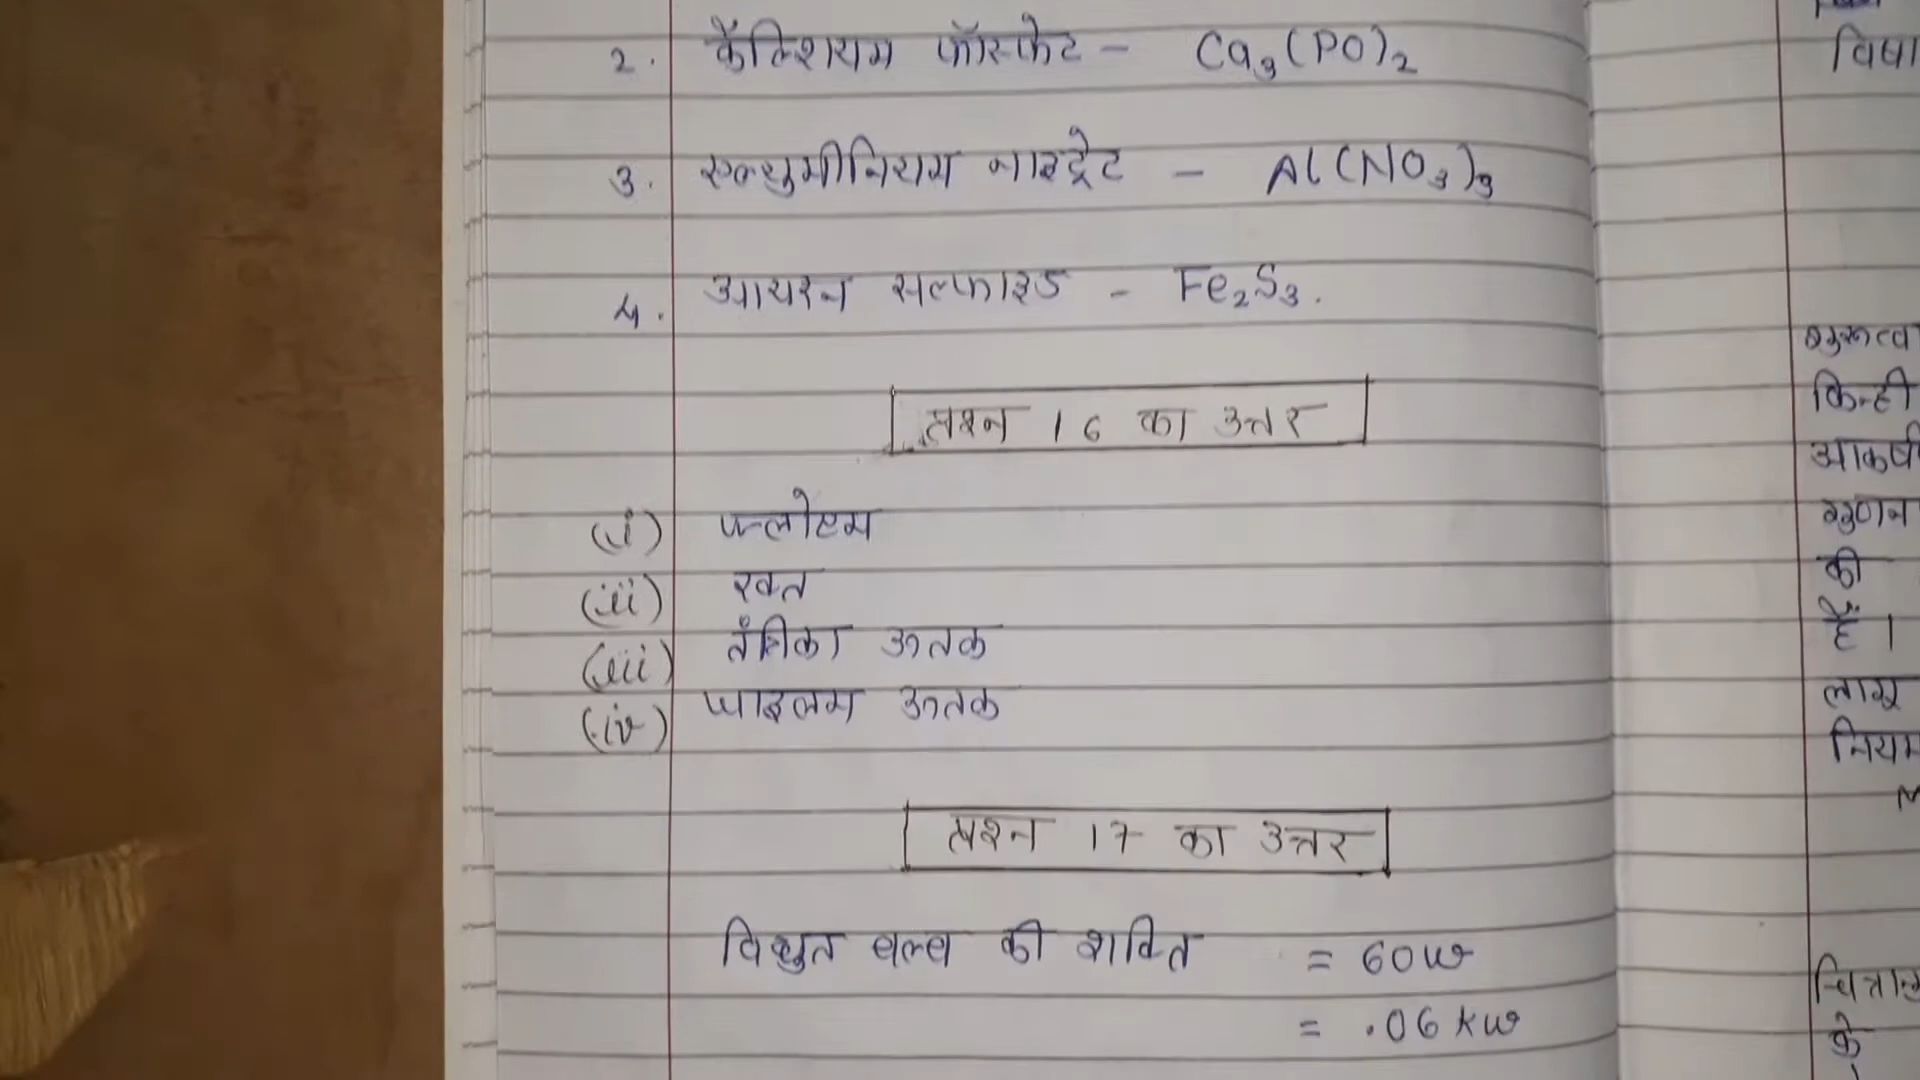 2. कैल्शियम फॉस्फेट - Ca3(PO)2
3. एल्युमीनियम नाइट्रेट - Al(NO3)3
4. आयरन सल्फाइड - Fe2S3.
प्रश्न 16 का उत्तर
(i) फ्लोएम
(ii) रक्त
(iii) तंत्रिका ऊतक
(iv) जाइलम ऊतक
प्रश्न 17 का उत्तर
विधुत बल्ब की शक्ति = 60w
= .06 kw
गुरूत्व
किन्ही
की
है ।
लागू
नियम
के